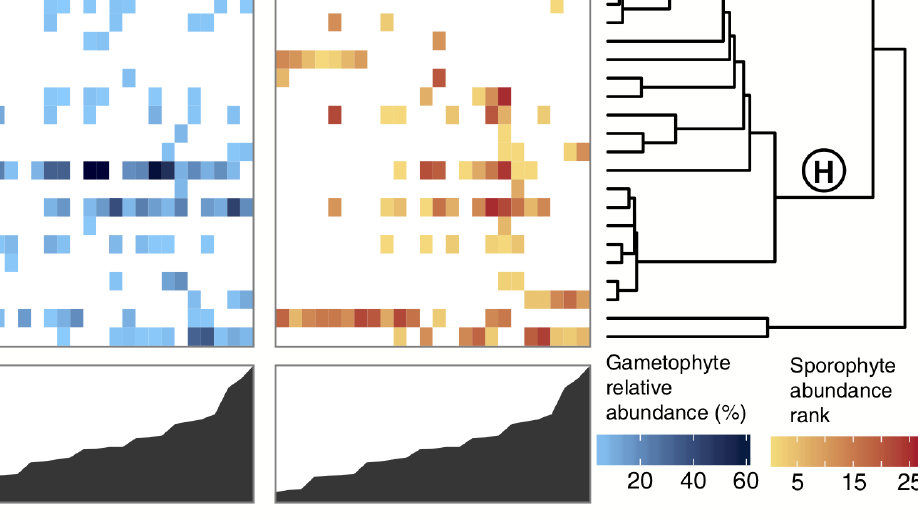 H
Gametophyte
relative
abundance (%)
20 40 60
Sporophyte
abundance
rank
5 15 25